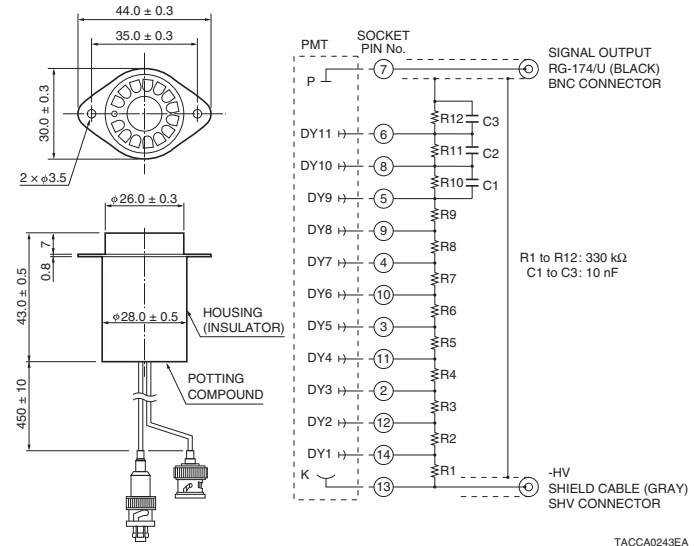 44.0 ± 0.3
35.0 ± 0.3
30.0 ± 0.3
2 × φ3.5
φ26.0 ± 0.3
7
0.8
43.0 ± 0.5
φ28.0 ± 0.5
HOUSING
(INSULATOR)
POTTING
COMPOUND
450 ± 10
PMT
SOCKET
PIN No.
P
7
SIGNAL OUTPUT
RG-174/U (BLACK)
BNC CONNECTOR
R12
C3
DY11
6
R11
C2
DY10
8
R10
C1
DY9
5
R9
DY8
9
R8
DY7
4
R7
DY6
10
R6
DY5
3
R5
DY4
11
R4
DY3
2
R3
DY2
12
R2
DY1
14
R1
K
13
R1 to R12: 330 kΩ
C1 to C3: 10 nF
-HV
SHIELD CABLE (GRAY)
SHV CONNECTOR
TACCA0243EA